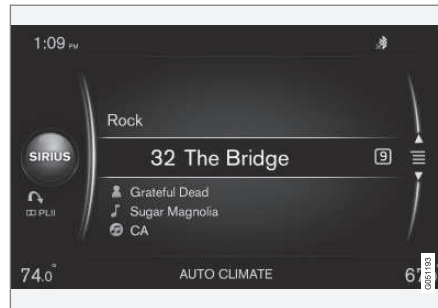 1:09 PM
Rock
SIRIUS
32 The Bridge
9
Grateful Dead
Sugar Magnolia
CA
PLII
74.0°
AUTO CLIMATE
G051193